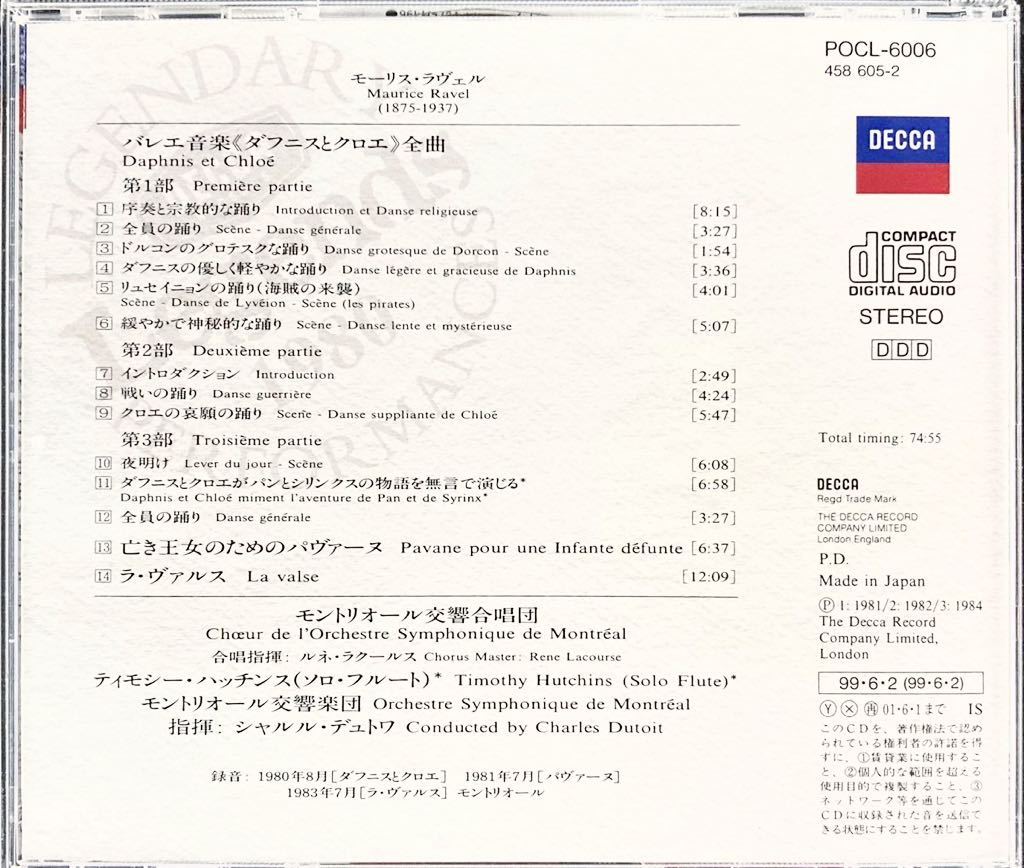 モーリス・ラヴェル
Maurice Ravel
(1875-1937)
バレエ音楽《ダフニスとクロエ》全曲
Daphnis et Chloé
第1部 Première partie
1 序奏と宗教的な踊り Introduction et Danse religieuse [8:15]
2 全員の踊り Scène - Danse générale [3:27]
3 ドルコンのグロテスクな踊り Danse grotesque de Dorcon - Scène [1:54]
4 ダフニスの優しく軽やかな踊り Danse légère et gracieuse de Daphnis [3:36]
5 リュセイニョンの踊り(海賊の来襲) [4:01]
Scène - Danse de Lyvéion - Scène (les pirates)
6 緩やかで神秘的な踊り Scène - Danse lente et mystérieuse [5:07]
第2部 Deuxième partie
7 イントロダクション Introduction [2:49]
8 戦いの踊り Danse guerrière [4:24]
9 クロエの哀願の踊り Scène - Danse suppliante de Chloé [5:47]
第3部 Troisième partie
10 夜明け Lever du jour - Scène [6:08]
11 ダフニスとクロエがパンとシリンクスの物語を無言で演じる* [6:58]
Daphnis et Chloé miment l'aventure de Pan et de Syrinx*
12 全員の踊り Danse générale [3:27]
13 亡き王女のためのパヴァーヌ Pavane pour une Infante défunte [6:37]
14 ラ・ヴァルス La valse [12:09]
モントリオール交響合唱団
Chœur de l'Orchestre Symphonique de Montréal
合唱指揮: ルネ・ラクールス Chorus Master: Rene Lacourse
ティモシー・ハッチンス(ソロ・フルート)* Timothy Hutchins (Solo Flute)*
モントリオール交響楽団 Orchestre Symphonique de Montréal
指揮: シャルル・デュトワ Conducted by Charles Dutoit
録音: 1980年8月[ダフニスとクロエ] 1981年7月[パヴァーヌ]
1983年7月[ラ・ヴァルス] モントリオール
POCL-6006
458 605-2
DECCA
COMPACT
disc
DIGITAL AUDIO
STEREO
DDD
Total timing: 74:55
DECCA
Regd Trade Mark
THE DECCA RECORD
COMPANY LIMITED
London England
P.D.
Made in Japan
Ⓟ 1: 1981/2: 1982/3: 1984
The Decca Record
Company Limited,
London
99・6・2 (99・6・2)
Ⓨ Ⓧ 再 01・6・1まで IS
このCDを、著作権法で認め
られている権利者の許諾を得
ずに、①賃貸業に使用するこ
と、②個人的な範囲を超える
使用目的で複製すること、③
ネットワーク等を通じてこの
CDに収録された音を送信で
きる状態にすることを禁じます。